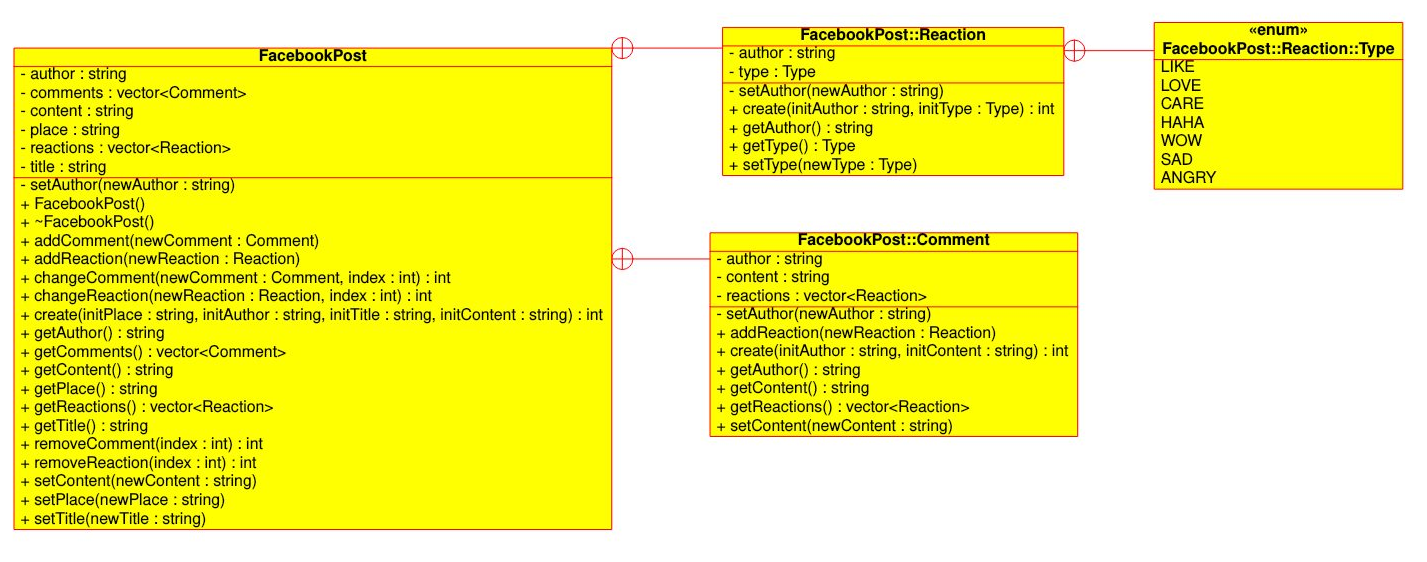 FacebookPost
- author : string
- comments : vector<Comment>
- content : string
- place : string
- reactions : vector<Reaction>
- title : string
- setAuthor(newAuthor : string)
+ FacebookPost()
+ ~FacebookPost()
+ addComment(newComment : Comment)
+ addReaction(newReaction : Reaction)
+ changeComment(newComment : Comment, index : int) : int
+ changeReaction(newReaction : Reaction, index : int) : int
+ create(initPlace : string, initAuthor : string, initTitle : string, initContent : string) : int
+ getAuthor() : string
+ getComments() : vector<Comment>
+ getContent() : string
+ getPlace() : string
+ getReactions() : vector<Reaction>
+ getTitle() : string
+ removeComment(index : int) : int
+ removeReaction(index : int) : int
+ setContent(newContent : string)
+ setPlace(newPlace : string)
+ setTitle(newTitle : string)
FacebookPost::Reaction
- author : string
- type : Type
- setAuthor(newAuthor : string)
+ create(initAuthor : string, initType : Type) : int
+ getAuthor() : string
+ getType() : Type
+ setType(newType : Type)
«enum»
FacebookPost::Reaction::Type
LIKE
LOVE
CARE
HAHA
WOW
SAD
ANGRY
FacebookPost::Comment
- author : string
- content : string
- reactions : vector<Reaction>
- setAuthor(newAuthor : string)
+ addReaction(newReaction : Reaction)
+ create(initAuthor : string, initContent : string) : int
+ getAuthor() : string
+ getContent() : string
+ getReactions() : vector<Reaction>
+ setContent(newContent : string)